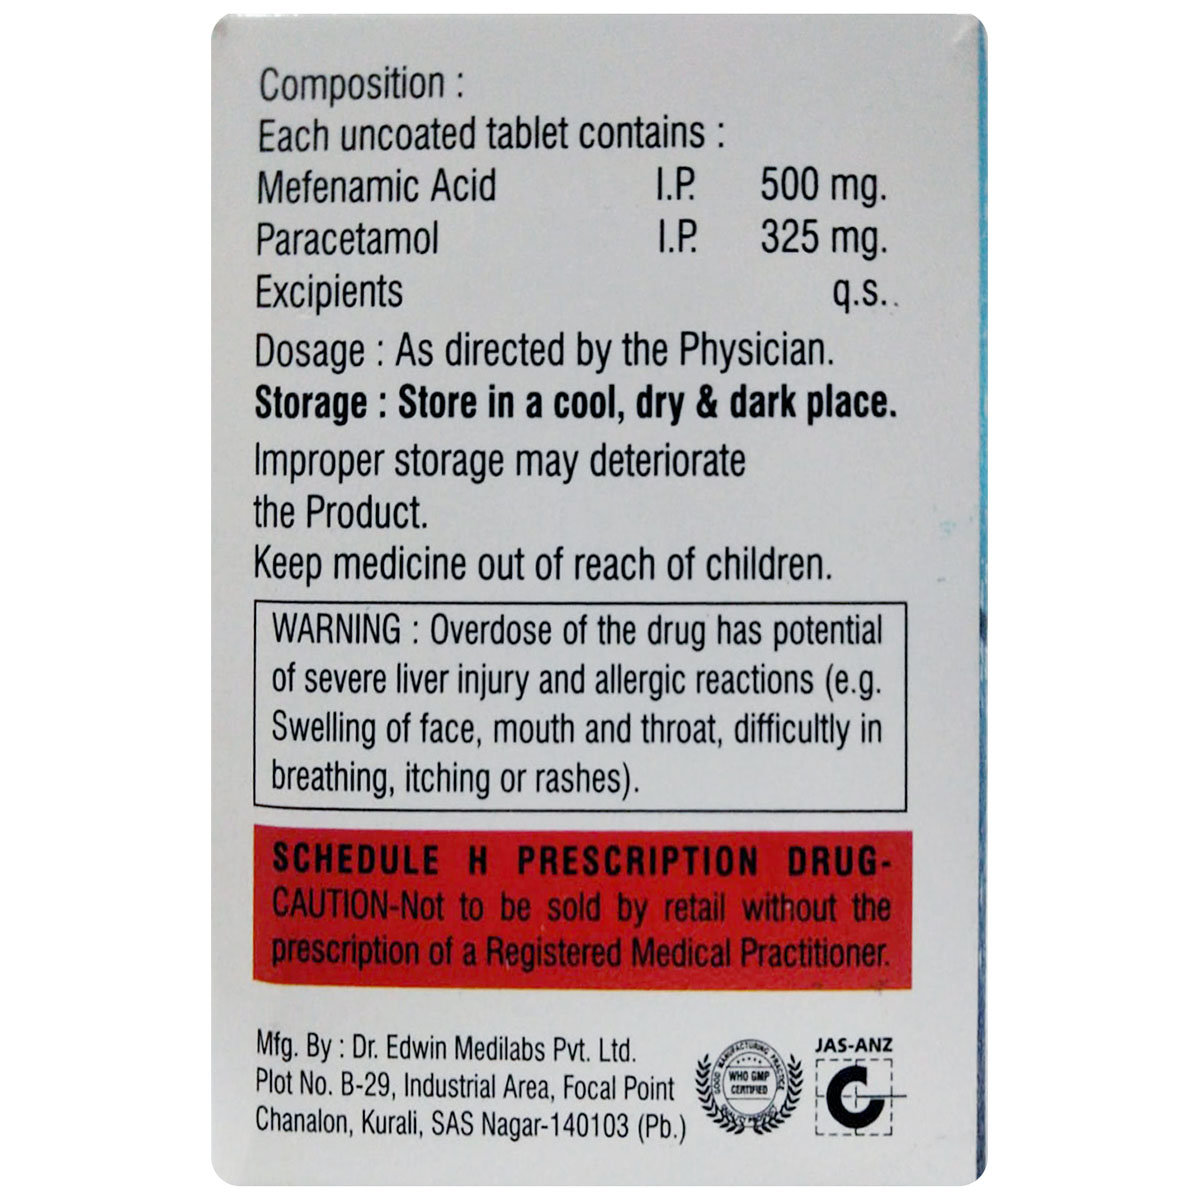 Composition :
Each uncoated tablet contains :
Mefenamic Acid I.P. 500 mg.
Paracetamol I.P. 325 mg.
Excipients q.s..
Dosage : As directed by the Physician.
Storage : Store in a cool, dry & dark place.
Improper storage may deteriorate
the Product.
Keep medicine out of reach of children.
WARNING : Overdose of the drug has potential
of severe liver injury and allergic reactions (e.g.
Swelling of face, mouth and throat, difficultly in
breathing, itching or rashes).
SCHEDULE H PRESCRIPTION DRUG-
CAUTION-Not to be sold by retail without the
prescription of a Registered Medical Practitioner.
Mfg. By : Dr. Edwin Medilabs Pvt. Ltd.
Plot No. B-29, Industrial Area, Focal Point
Chanalon, Kurali, SAS Nagar-140103 (Pb.)
GOOD MANUFACTURING PRACTICE
WHO GMP
CERTIFIED
JAS-ANZ